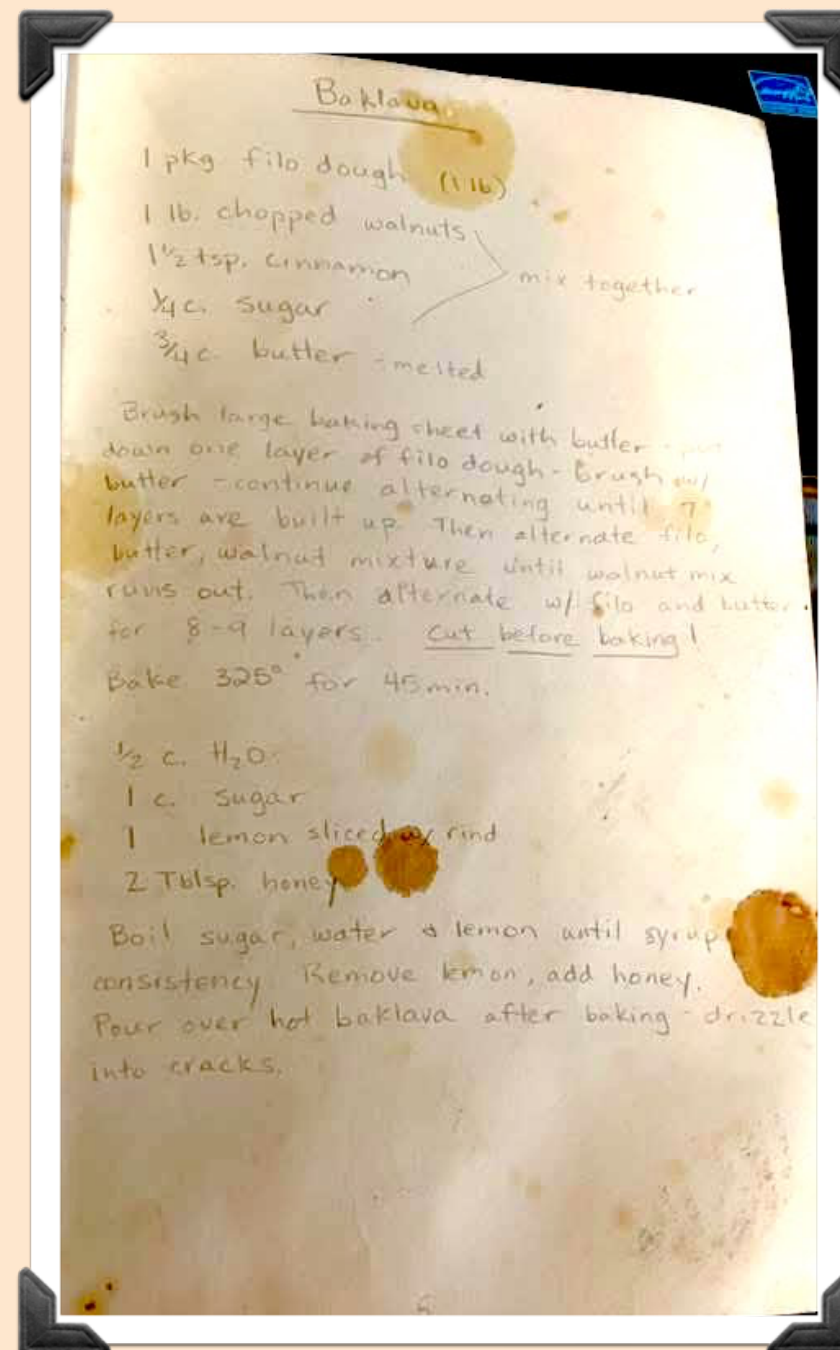 Baklava
1 pkg filo dough (1 lb)
1 lb. chopped walnuts
1 1/2 tsp. cinnamon
mix together
1/4 c. sugar
3/4 c. butter - melted
Brush large baking sheet with butter - put
down one layer of filo dough - Brush w/
butter - continue alternating until 7
layers are built up. Then alternate filo,
butter, walnut mixture until walnut mix
runs out. Then alternate w/ filo and butter
for 8-9 layers. Cut before baking!
Bake 325° for 45 min.
1/2 c. H₂O
1 c. sugar
1 lemon sliced w/ rind
2 Tblsp. honey
Boil sugar, water & lemon until syrup
consistency. Remove lemon, add honey.
Pour over hot baklava after baking - drizzle
into cracks.